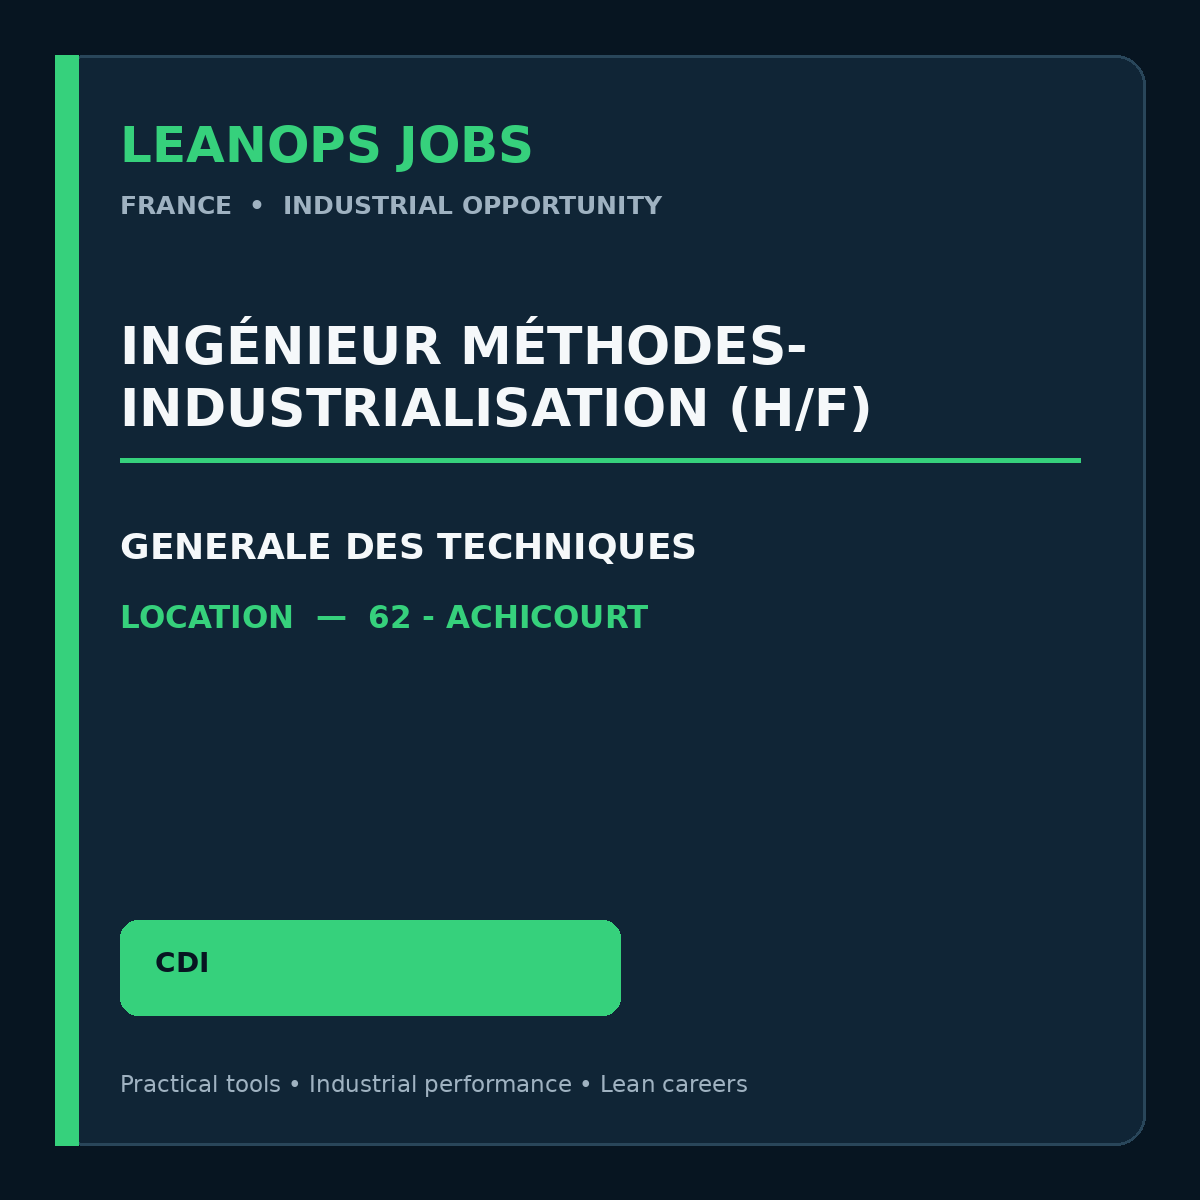 LEANOPS JOBS
FRANCE • INDUSTRIAL OPPORTUNITY
INGÉNIEUR MÉTHODES-
INDUSTRIALISATION (H/F)
GENERALE DES TECHNIQUES
LOCATION — 62 - ACHICOURT
CDI
Practical tools • Industrial performance • Lean careers